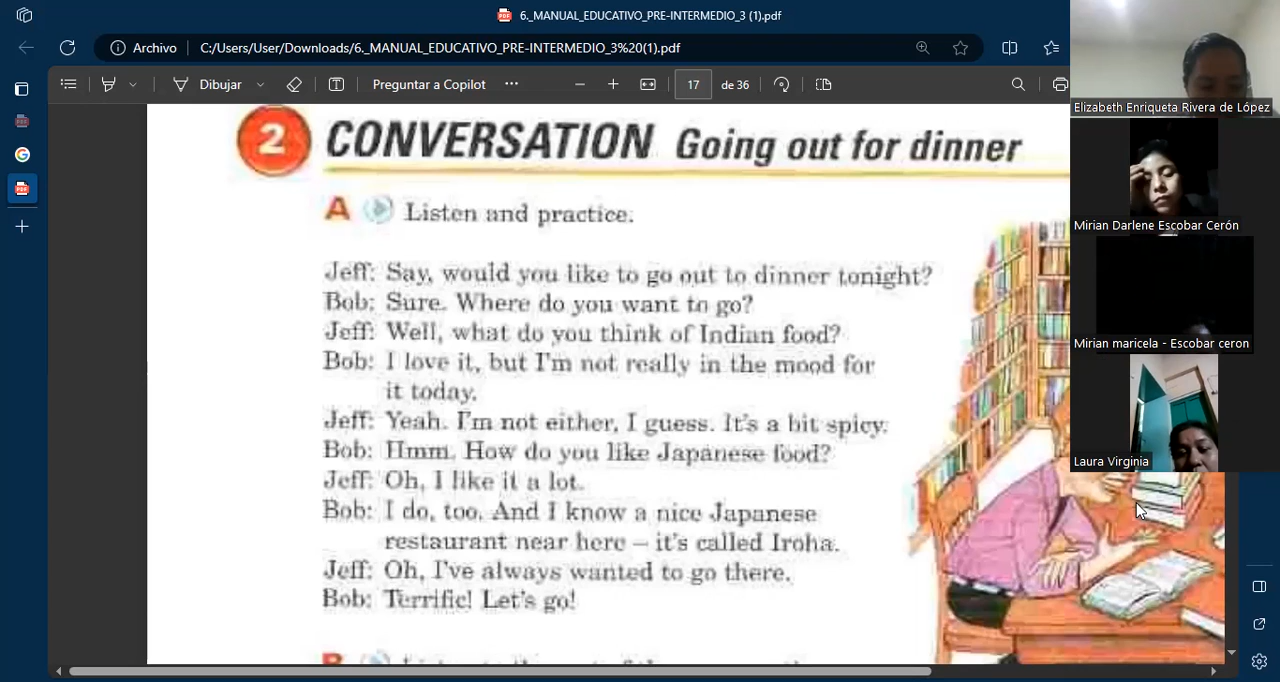 6._MANUAL_EDUCATIVO_PRE-INTERMEDIO_3 (1).pdf
Archivo C:/Users/User/Downloads/6._MANUAL_EDUCATIVO_PRE-INTERMEDIO_3%20(1).pdf
Dibujar Preguntar a Copilot 17 de 36
2 CONVERSATION Going out for dinner
A Listen and practice.
Jeff: Say, would you like to go out to dinner tonight?
Bob: Sure. Where do you want to go?
Jeff: Well, what do you think of Indian food?
Bob: I love it, but I'm not really in the mood for
it today.
Jeff: Yeah. I'm not either, I guess. It's a bit spicy.
Bob: Hmm. How do you like Japanese food?
Jeff: Oh, I like it a lot.
Bob: I do, too. And I know a nice Japanese
restaurant near here – it's called Iroha.
Jeff: Oh, I've always wanted to go there.
Bob: Terrific! Let's go!
Elizabeth Enriqueta Rivera de López
Mirian Darlene Escobar Cerón
Mirian maricela - Escobar ceron
Laura Virginia